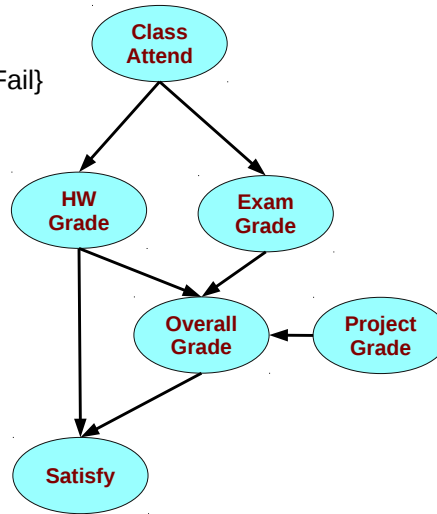 Class
Attend
Fail}
HW
Grade
Exam
Grade
Overall
Grade
Project
Grade
Satisfy